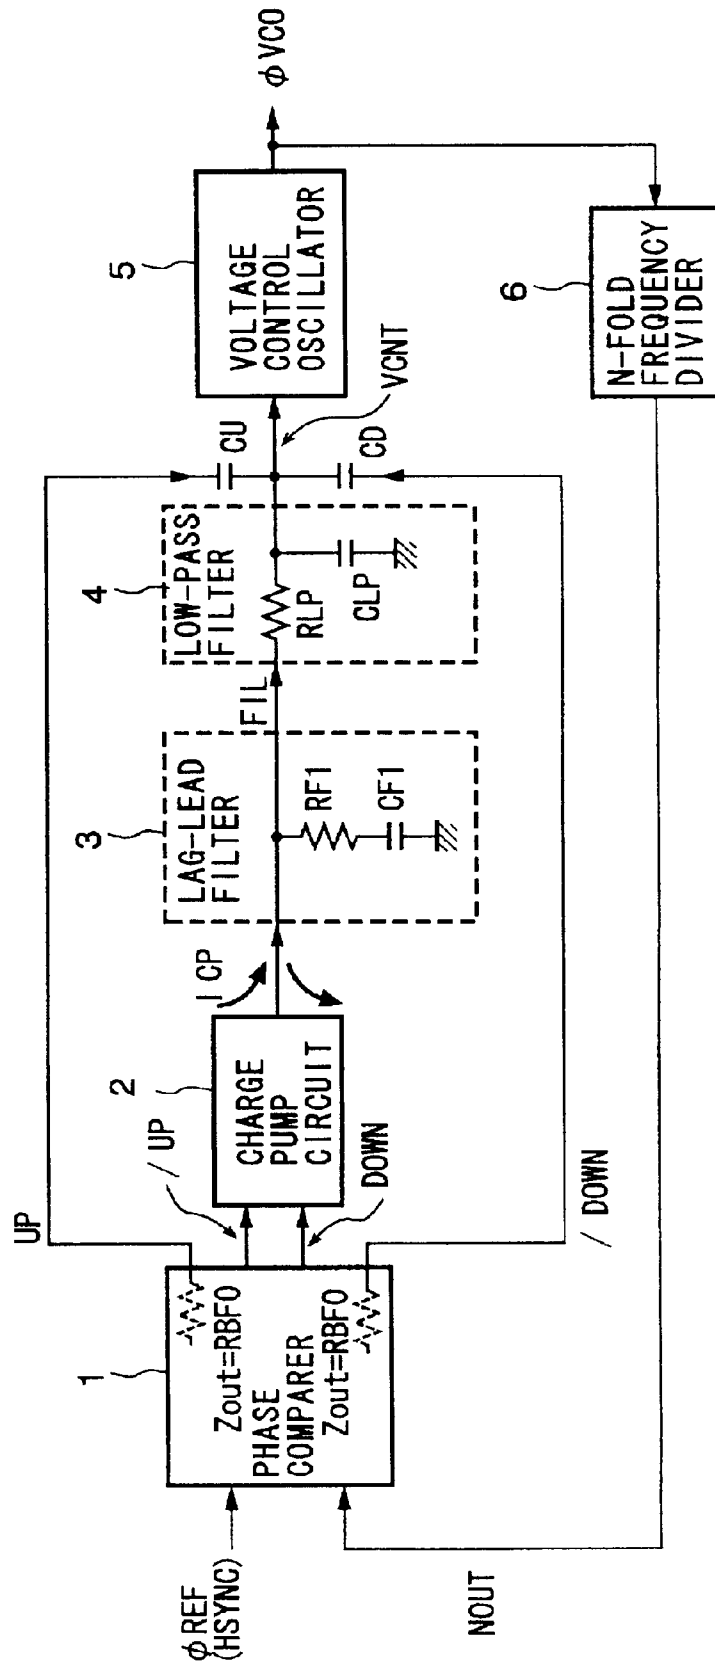 φREF
(HSYNC)
NOUT
1
Zout=RBFO
PHASE
COMPARER
Zout=RBFO
UP
/UP
DOWN
/DOWN
2
CHARGE
PUMP
CIRCUIT
ICP
3
LAG-LEAD
FILTER
RF1
CF1
FIL
4
LOW-PASS
FILTER
RLP
CLP
CU
CD
VCNT
5
VOLTAGE
CONTROL
OSCILLATOR
φVCO
6
N-FOLD
FREQUENCY
DIVIDER